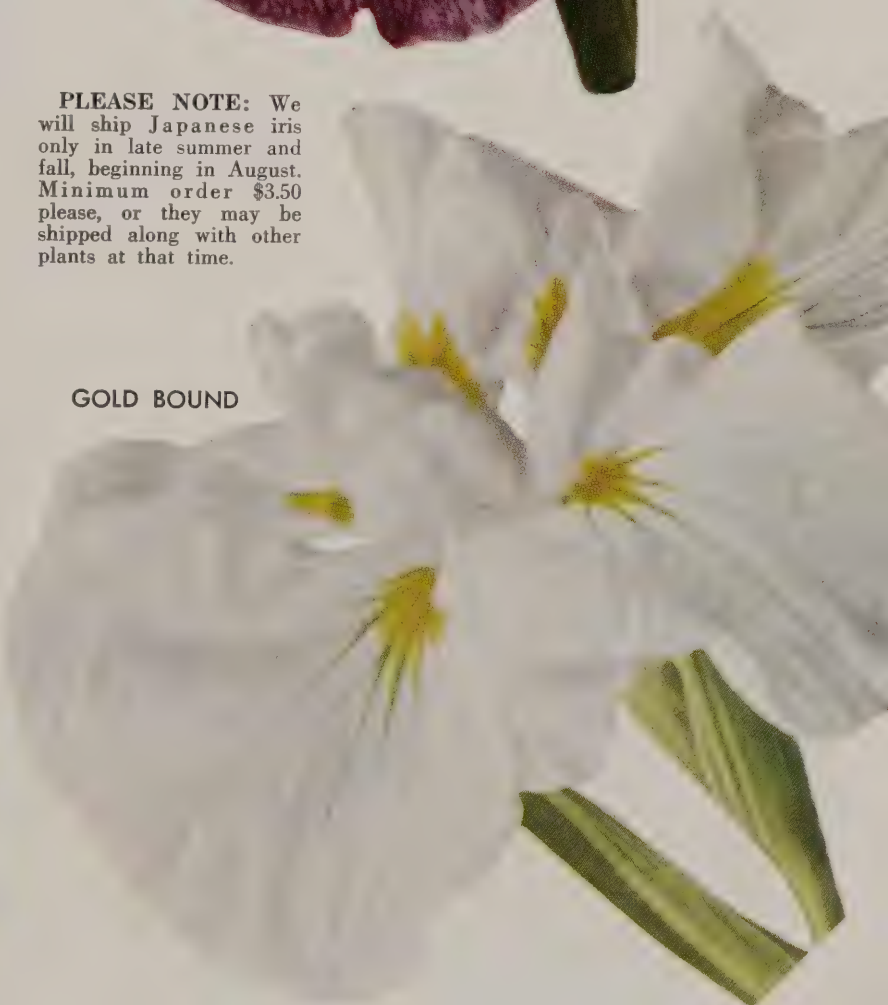 PLEASE NOTE: We
will ship Japanese iris
only in late summer and
fall, beginning in August.
Minimum order $3.50
please, or they may be
shipped along with other
plants at that time.
GOLD BOUND